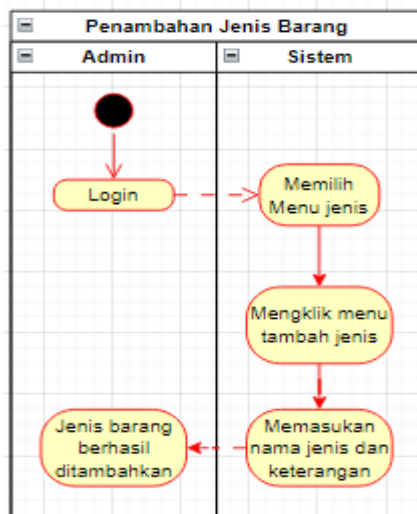 Penambahan Jenis Barang
Admin
Sistem
Login
Memilih
Menu jenis
Mengklik menu
tambah jenis
Memasukan
nama jenis dan
keterangan
Jenis barang
berhasil
ditambahkan